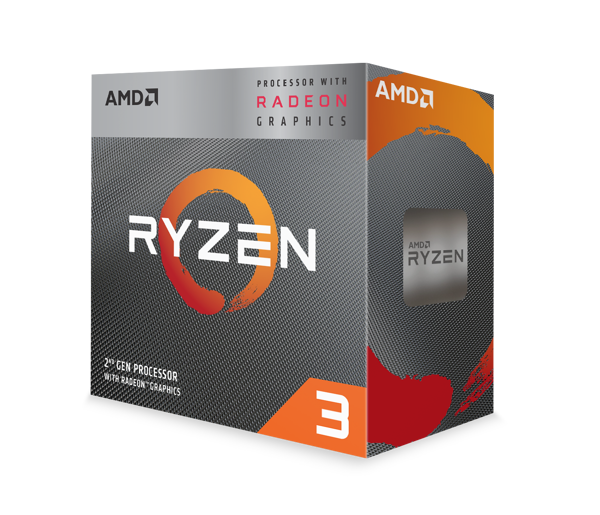 AMD
PROCESSOR WITH
RADEON
GRAPHICS
RYZEN
2ND GEN PROCESSOR
WITH RADEON™ GRAPHICS
3
AMD
AMD
RYZEN